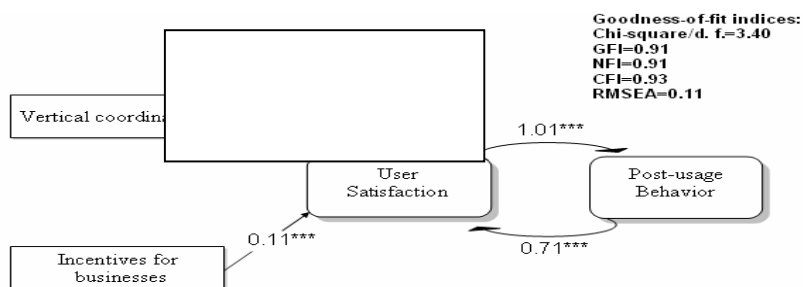 Goodness-of-fit indices:
Chi-square/d. f.=3.40
GFI=0.91
NFI=0.91
CFI=0.93
RMSEA=0.11
Vertical
1.01***
User
Satisfaction
Post-usage
Behavior
0.11***
0.71***
Incentives for
businesses